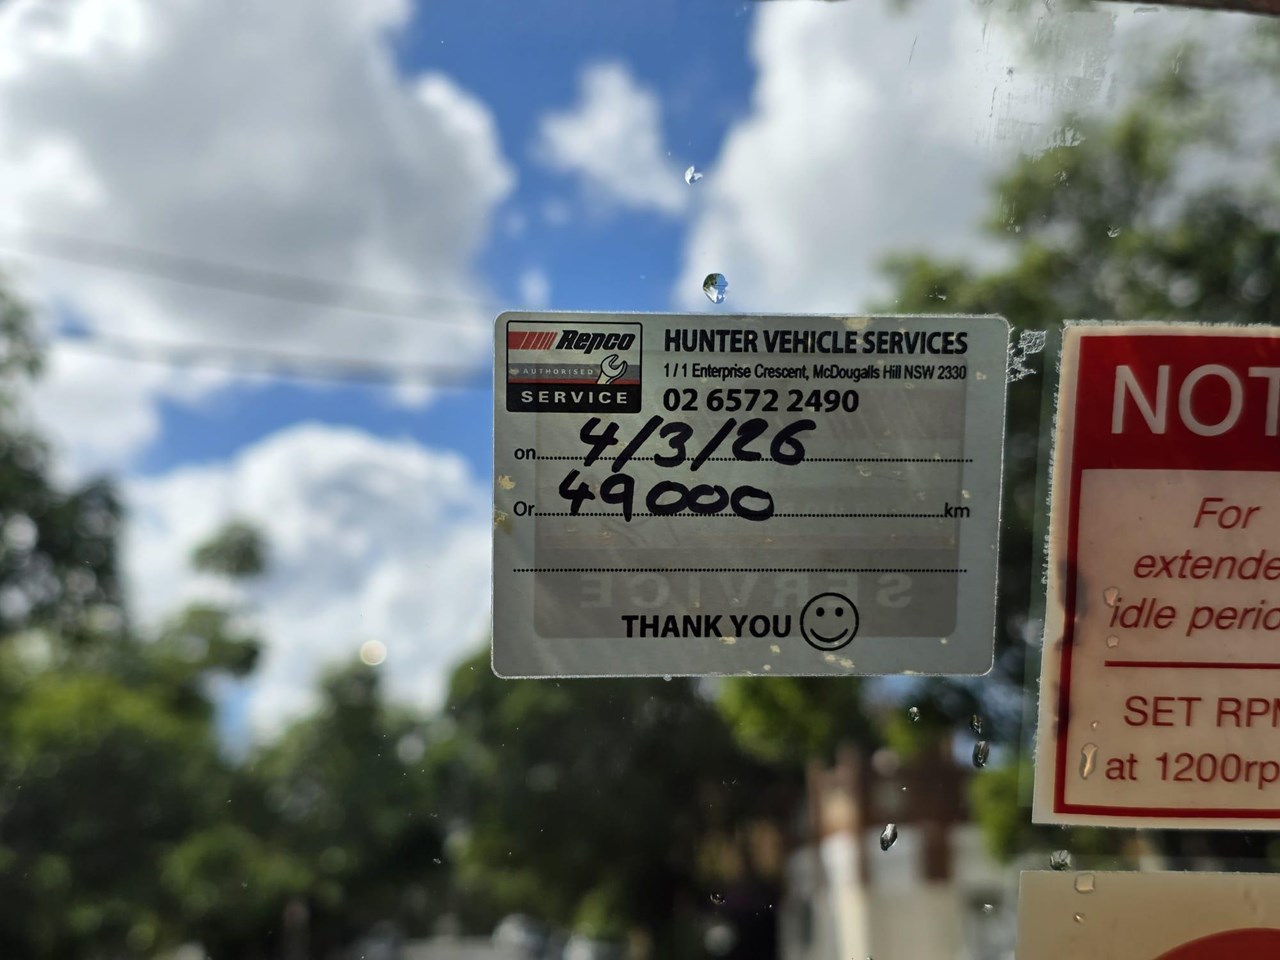 Repco
AUTHORISED
SERVICE
HUNTER VEHICLE SERVICES
1/1 Enterprise Crescent, McDougalls Hill NSW 2330
02 6572 2490
on 4/3/26
Or 49000 km
SERVICE
THANK YOU
NOT
For
extende
idle perio
SET RPM
at 1200rp